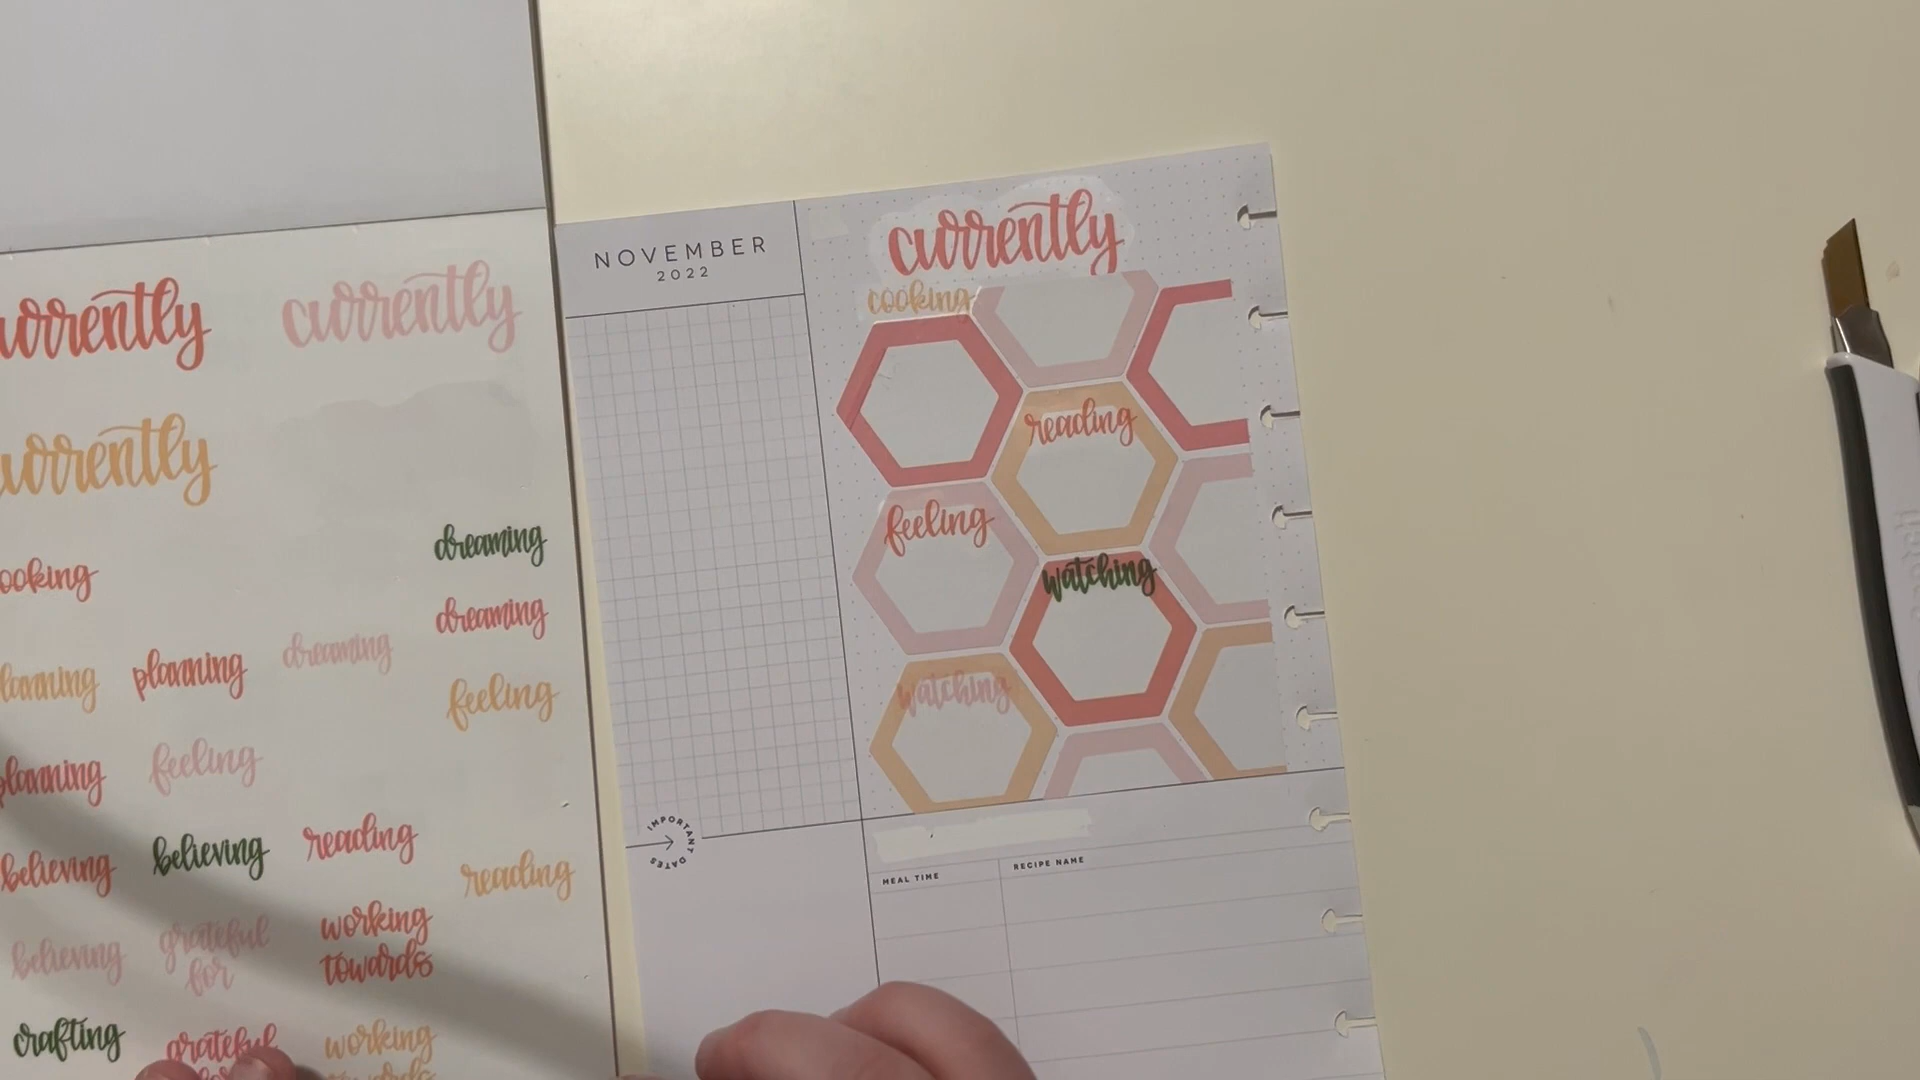 currently
currently
currently
dreaming
cooking
dreaming
planning
planning
dreaming
feeling
planning
feeling
believing
believing
reading
reading
believing
grateful
for
working
towards
crafting
grateful
working
NOVEMBER
2022
currently
cooking
reading
feeling
watching
watching
IMPORTANT DATES
MEAL TIME
RECIPE NAME